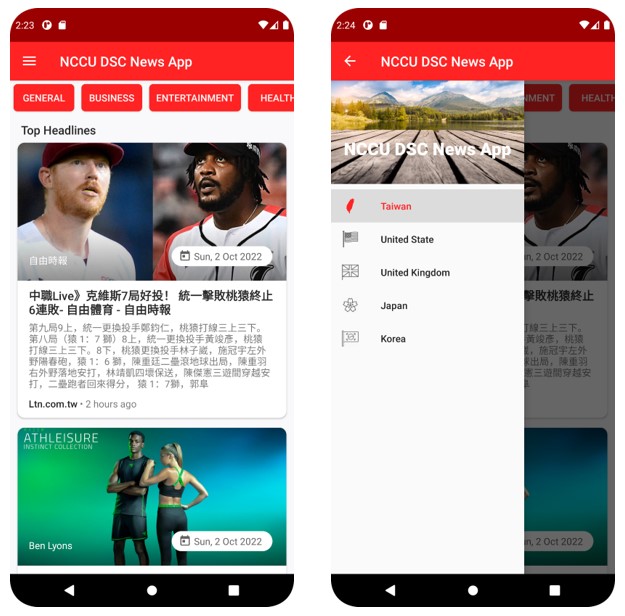 2:23
NCCU DSC News App
GENERAL
BUSINESS
ENTERTAINMENT
HEALTH
Top Headlines
自由時報
Sun, 2 Oct 2022
中職Live》克維斯7局好投！ 統一擊敗桃猿終止
6連敗- 自由體育 - 自由時報
第九局9上，統一更換投手鄭鈞仁，桃猿打線三上三下。
第八局（猿 1：7 獅）8上，統一更換投手黃竣彥，桃猿
打線三上三下。8下，桃猿更換投手林子崴，施冠宇左外
野陽春砲，猿 1：6 獅，陳重廷二壘滾地球出局，陳重羽
右外野落地安打，林靖凱四壞保送，陳傑憲三遊間穿越安
打，二壘跑者回來得分， 猿 1：7獅，郭阜
Ltn.com.tw • 2 hours ago
ATHLEISURE
INSTINCT COLLECTION
Ben Lyons
Sun, 2 Oct 2022
2:24
NCCU DSC News App
NMENT
HEALTH
NCCU DSC News App
Taiwan
United State
United Kingdom
Japan
Korea
n, 2 Oct 2022
擊敗桃猿終止
三上三下。
竣彥，桃猿
施冠宇左外
，陳重羽
間穿越安
n, 2 Oct 2022